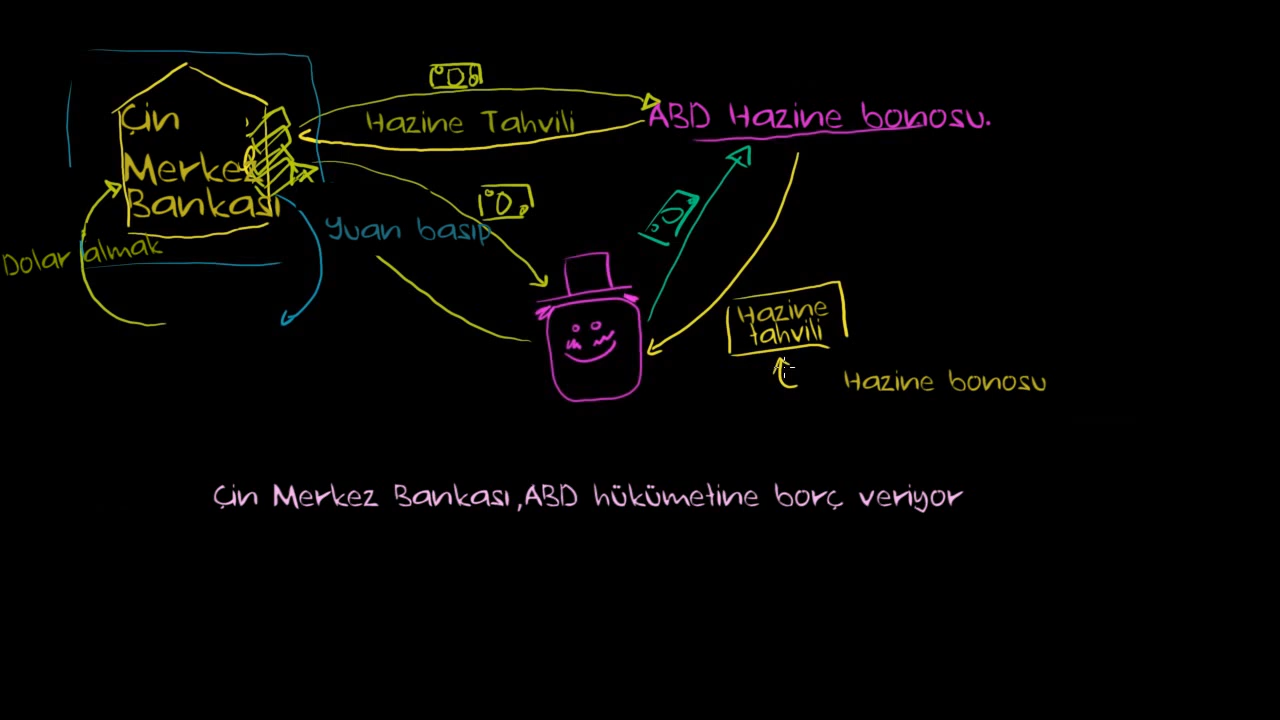 Çin
Merkez
Bankası
Hazine Tahvili
ABD Hazine bonosu.
Yuan basıp
Dolar almak
Hazine
tahvili
Hazine bonosu
Çin Merkez Bankası,ABD hükümetine borç veriyor